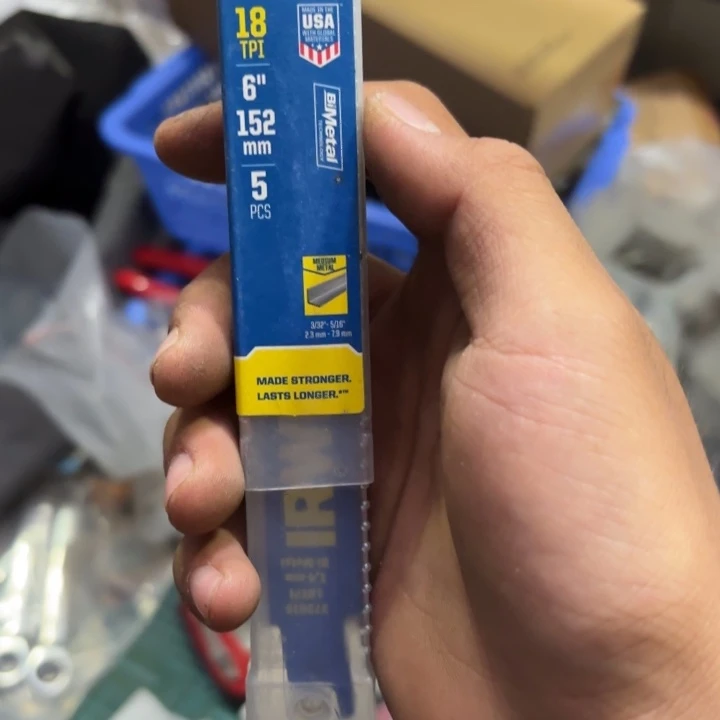 18
TPI
6"
152
mm
5
PCS
MADE IN THE
USA
WITH GLOBAL
MATERIALS
BiMetal
MEDIUM
METAL
3/32"- 5/16"
2.3 mm - 7.9 mm
MADE STRONGER.
LASTS LONGER.
IRW